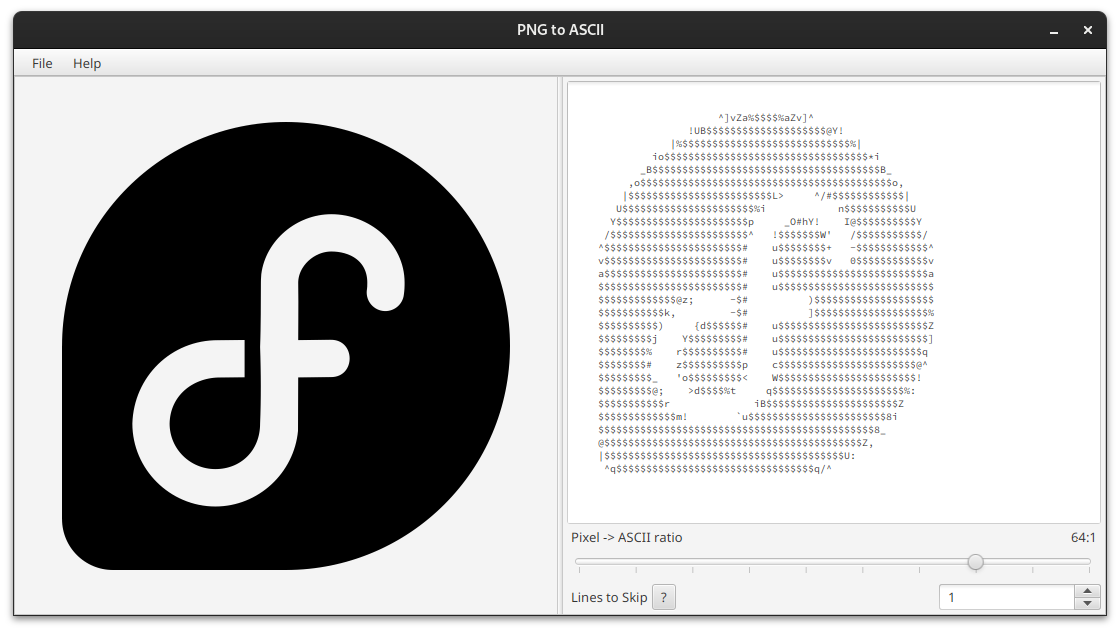 PNG to ASCII
File Help
^]vZa%$$$$%aZv]^
!UB$$$$$$$$$$$$$$$$$$$$@Y!
|%$$$$$$$$$$$$$$$$$$$$$$$$$$$$%|
io$$$$$$$$$$$$$$$$$$$$$$$$$$$$$$$$$$*i
_B$$$$$$$$$$$$$$$$$$$$$$$$$$$$$$$$$$$$$$B_
,o$$$$$$$$$$$$$$$$$$$$$$$$$$$$$$$$$$$$$$$$$$o,
|$$$$$$$$$$$$$$$$$$$$$$$$L> ^/#$$$$$$$$$$$$|
U$$$$$$$$$$$$$$$$$$$$$$%i n$$$$$$$$$$$U
Y$$$$$$$$$$$$$$$$$$$$$$p _O#hY! I@$$$$$$$$$$Y
/$$$$$$$$$$$$$$$$$$$$$$$^ !$$$$$$$W' /$$$$$$$$$$$/
^$$$$$$$$$$$$$$$$$$$$$$$# u$$$$$$$$+ ~$$$$$$$$$$$$^
v$$$$$$$$$$$$$$$$$$$$$$$# u$$$$$$$$v 0$$$$$$$$$$$$v
a$$$$$$$$$$$$$$$$$$$$$$$# u$$$$$$$$$$$$$$$$$$$$$$$$$a
$$$$$$$$$$$$$$$$$$$$$$$$# u$$$$$$$$$$$$$$$$$$$$$$$$$$
$$$$$$$$$$$$$@z; ~$# )$$$$$$$$$$$$$$$$$$$$
$$$$$$$$$$$k, ~$# ]$$$$$$$$$$$$$$$$$$$%
$$$$$$$$$$) {d$$$$$$# u$$$$$$$$$$$$$$$$$$$$$$$$$Z
$$$$$$$$$j Y$$$$$$$$$# u$$$$$$$$$$$$$$$$$$$$$$$$$]
$$$$$$$$% r$$$$$$$$$$# u$$$$$$$$$$$$$$$$$$$$$$$$q
$$$$$$$$# z$$$$$$$$$$p c$$$$$$$$$$$$$$$$$$$$$$$@^
$$$$$$$$$_ 'o$$$$$$$$$< W$$$$$$$$$$$$$$$$$$$$$$$!
$$$$$$$$$@; >d$$$$%t q$$$$$$$$$$$$$$$$$$$$$$%:
$$$$$$$$$$$r iB$$$$$$$$$$$$$$$$$$$$$$Z
$$$$$$$$$$$$$m! `u$$$$$$$$$$$$$$$$$$$$$$$8i
$$$$$$$$$$$$$$$$$$$$$$$$$$$$$$$$$$$$$$$$$$$$$$8_
@$$$$$$$$$$$$$$$$$$$$$$$$$$$$$$$$$$$$$$$$$$$Z,
|$$$$$$$$$$$$$$$$$$$$$$$$$$$$$$$$$$$$$$$$U:
^q$$$$$$$$$$$$$$$$$$$$$$$$$$$$$$$$$q/^
Pixel -> ASCII ratio 64:1
Lines to Skip ? 1